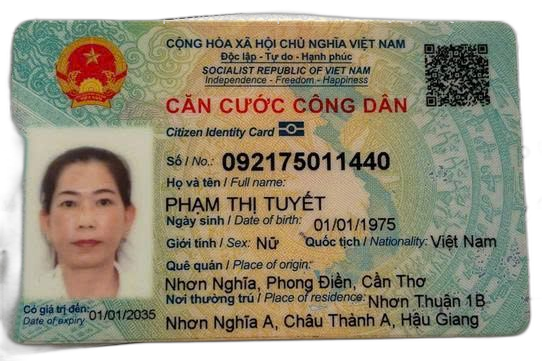 CỘNG HÒA XÃ HỘI CHỦ NGHĨA VIỆT NAM
Độc lập - Tự do - Hạnh phúc
SOCIALIST REPUBLIC OF VIET NAM
Independence - Freedom - Happiness
CĂN CƯỚC CÔNG DÂN
Citizen Identity Card
Số / No.: 092175011440
Họ và tên / Full name:
PHẠM THỊ TUYẾT
Ngày sinh / Date of birth: 01/01/1975
Giới tính / Sex: Nữ Quốc tịch / Nationality: Việt Nam
Quê quán / Place of origin:
Nhơn Nghĩa, Phong Điền, Cần Thơ
Nơi thường trú / Place of residence: Nhơn Thuận 1B
Nhơn Nghĩa A, Châu Thành A, Hậu Giang
Có giá trị đến: 01/01/2035
Date of expiry